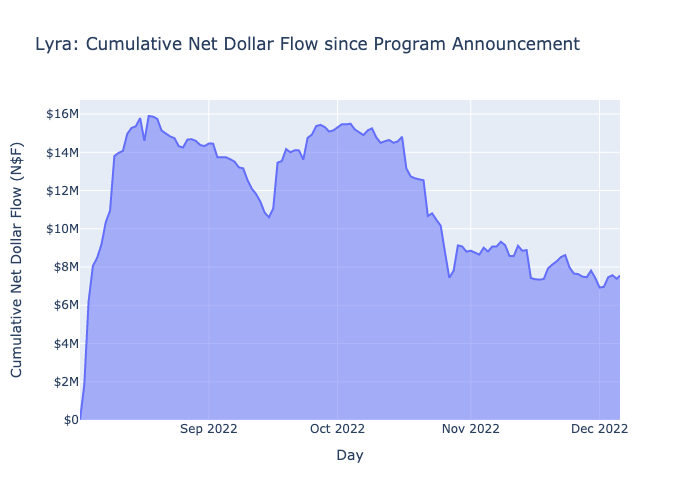 Lyra: Cumulative Net Dollar Flow since Program Announcement
Cumulative Net Dollar Flow (N$F)
$16M
$14M
$12M
$10M
$8M
$6M
$4M
$2M
$0
Sep 2022
Oct 2022
Nov 2022
Dec 2022
Day